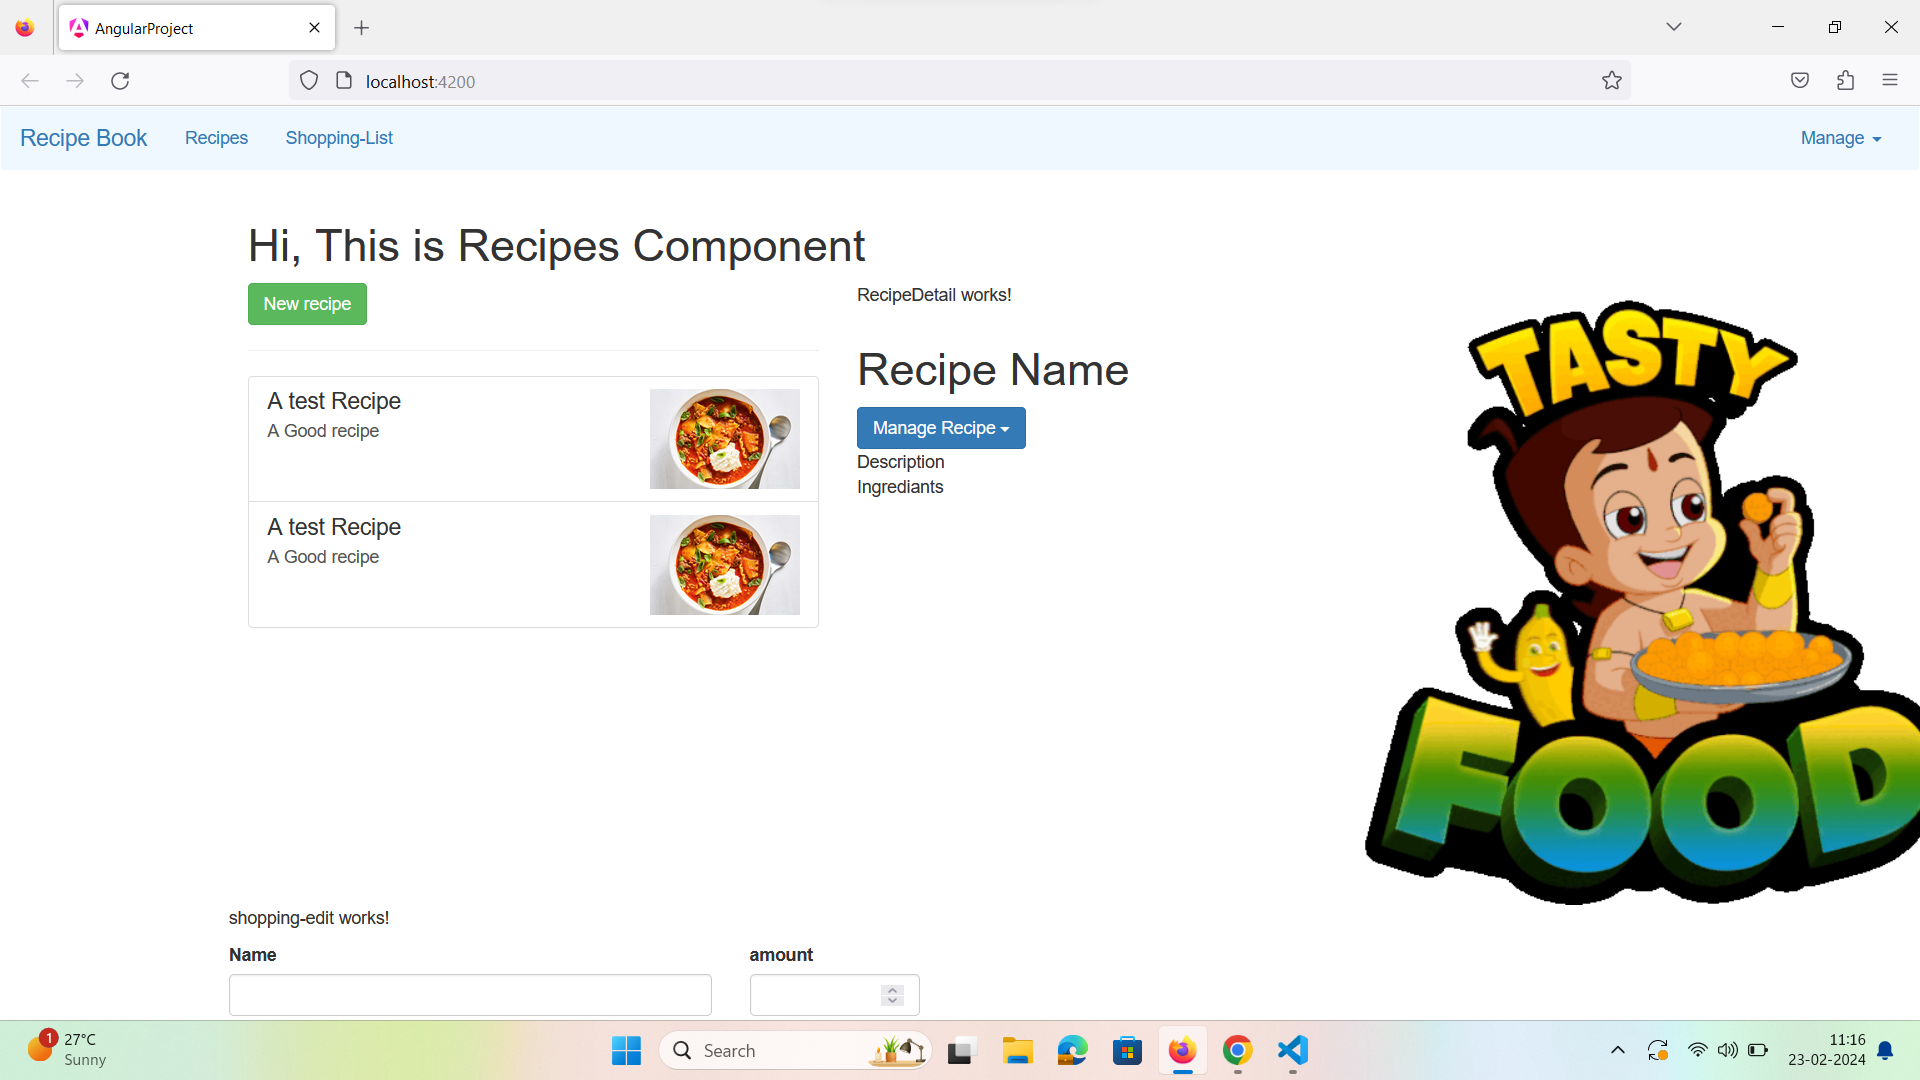 AngularProject
localhost:4200
Recipe Book
Recipes
Shopping-List
Manage
Hi, This is Recipes Component
New recipe
A test Recipe
A Good recipe
A test Recipe
A Good recipe
RecipeDetail works!
Recipe Name
Manage Recipe
Description
Ingrediants
TASTY
FOOD
shopping-edit works!
Name
amount
1
27°C
Sunny
Search
11:16
23-02-2024